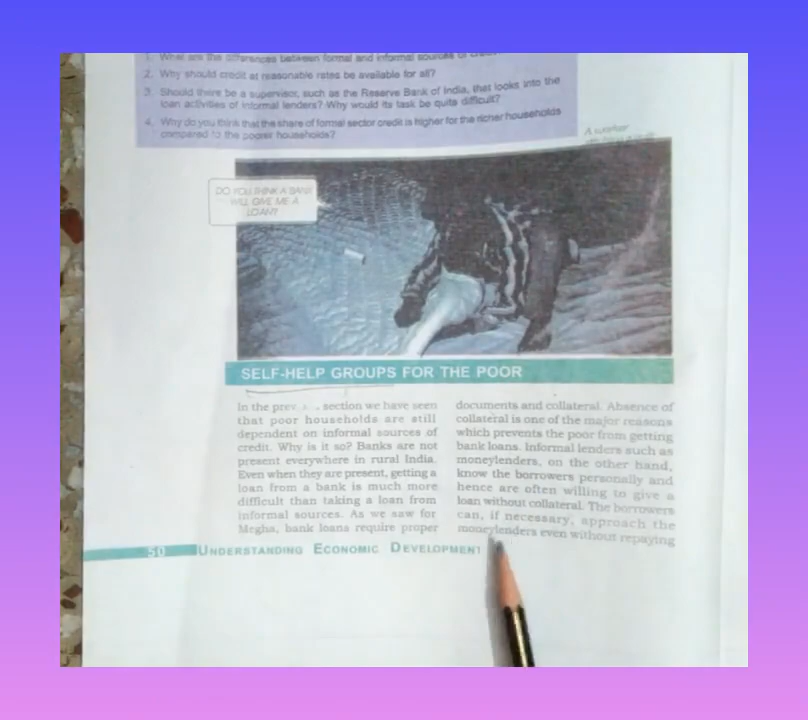 1. What are the differences between formal and informal sources of credit
2. Why should credit at reasonable rates be available for all?
3. Should there be a supervisor, such as the Reserve Bank of India, that looks into the
loan activities of informal lenders? Why would its task be quite difficult?
4. Why do you think that the share of formal sector credit is higher for the richer households
compared to the poorer households?
A
DO YOU THINK A BANK
WILL GIVE ME A
LOAN?
SELF-HELP GROUPS FOR THE POOR
In the section we have seen
that poor households are still
dependent on informal sources of
credit. Why is it so? Banks are not
present everywhere in rural India.
Even when they are present, getting a
loan from a bank is much more
difficult than taking a loan from
informal sources. As we saw for
Megha, bank loans require proper
documents and collateral. Absence of
collateral is one of the major reasons
which prevents the poor from getting
bank loans. Informal lenders such as
moneylenders, on the other hand,
know the borrowers personally and
hence are often willing to give a
loan without collateral. The borrowers
can, if necessary, approach the
moneylenders even without repaying
50 UNDERSTANDING ECONOMIC DEVELOPMENT